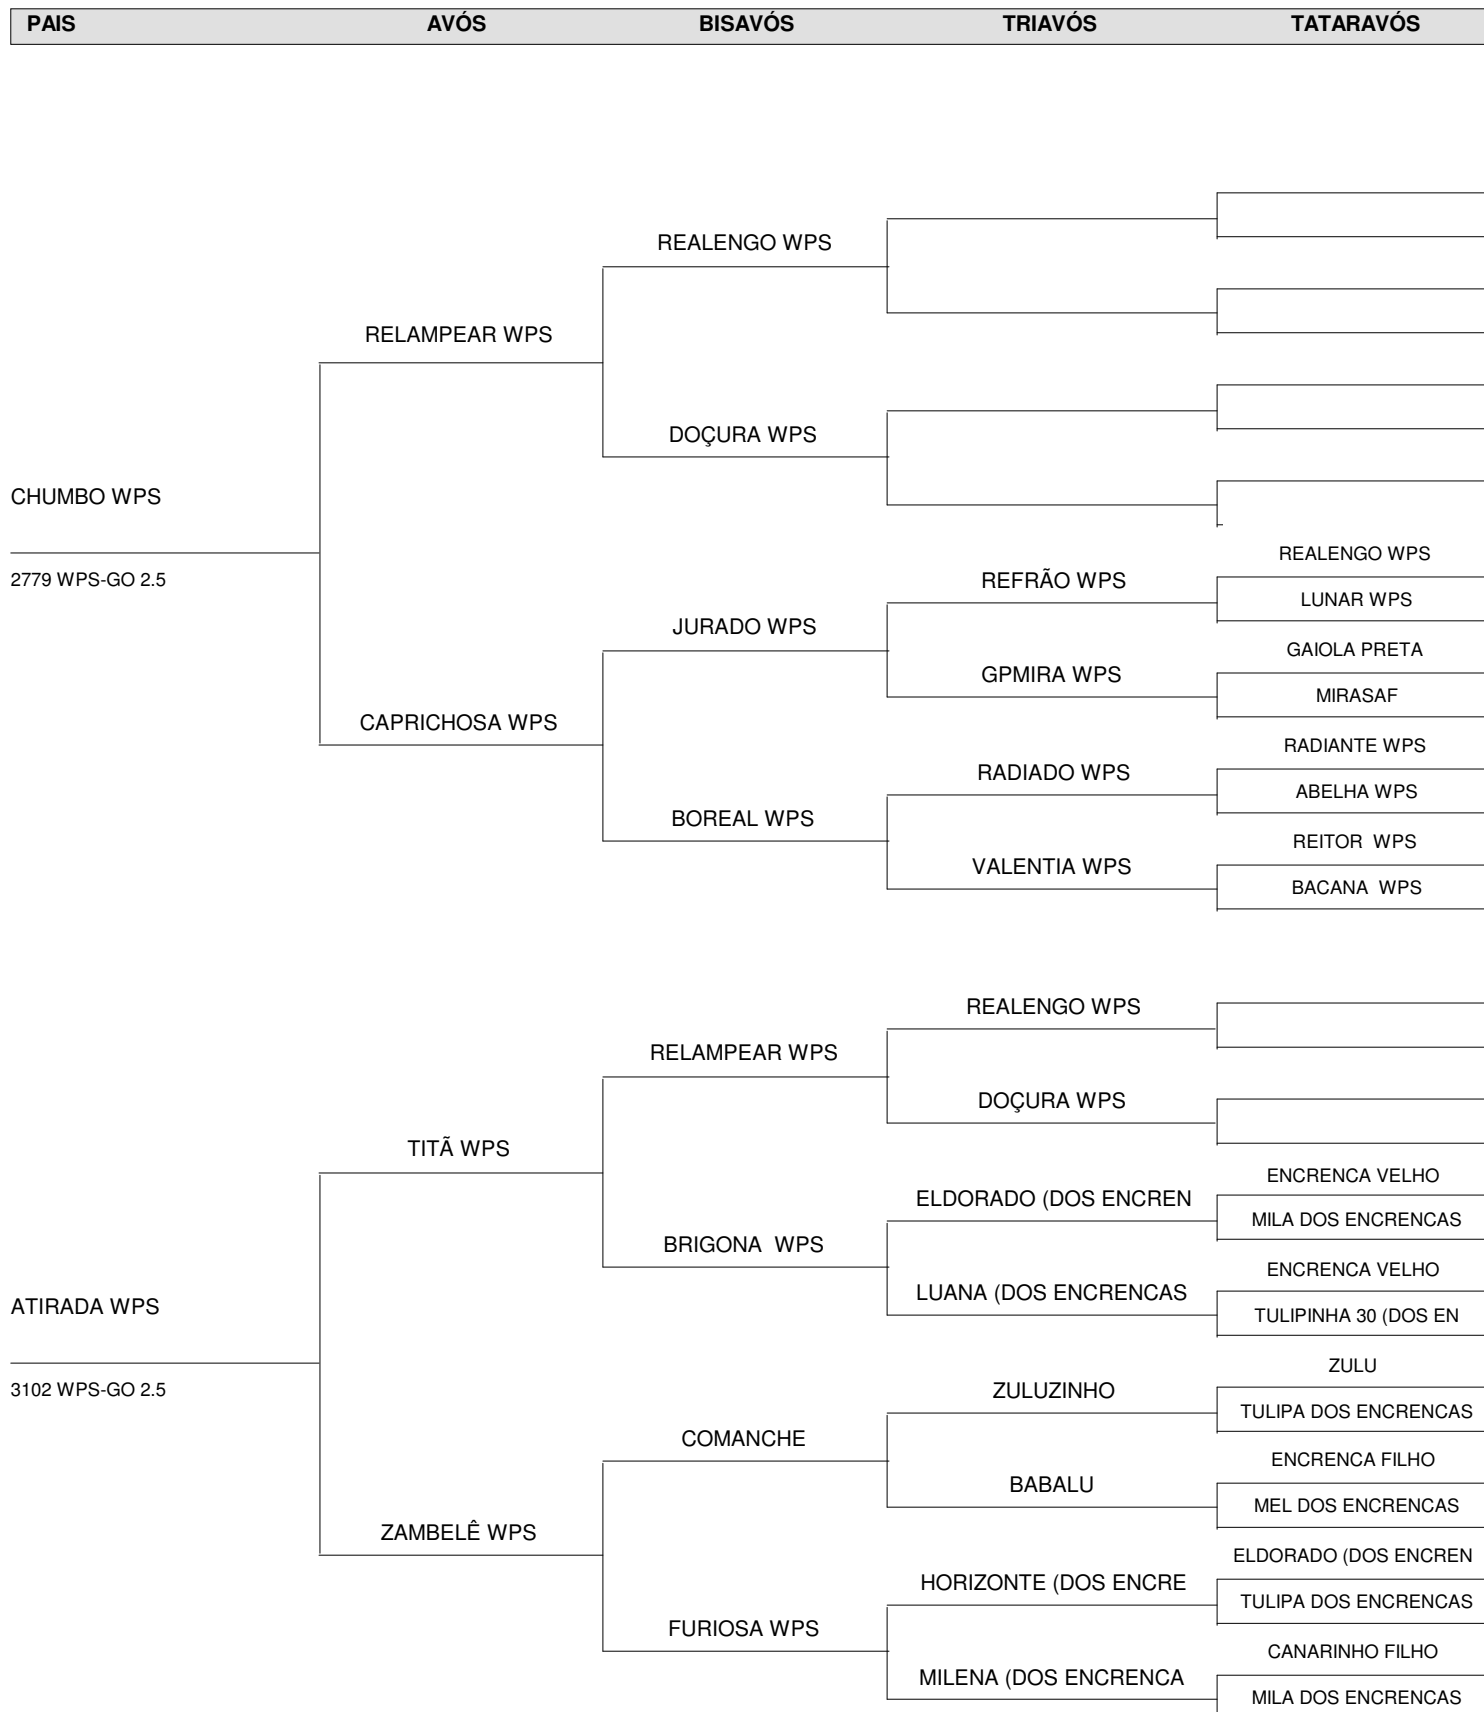 PAIS AVÓS BISAVÓS TRIAVÓS TATARAVÓS
REALENGO WPS
RELAMPEAR WPS
DOÇURA WPS
CHUMBO WPS
2779 WPS-GO 2.5
REALENGO WPS
REFRÃO WPS
LUNAR WPS
JURADO WPS
GAIOLA PRETA
GPMIRA WPS
MIRASAF
CAPRICHOSA WPS
RADIANTE WPS
RADIADO WPS
ABELHA WPS
BOREAL WPS
REITOR WPS
VALENTIA WPS
BACANA WPS
REALENGO WPS
RELAMPEAR WPS
DOÇURA WPS
TITÃ WPS
ENCRENCA VELHO
ELDORADO (DOS ENCREN
MILA DOS ENCRENCAS
BRIGONA WPS
ENCRENCA VELHO
LUANA (DOS ENCRENCAS
TULIPINHA 30 (DOS EN
ATIRADA WPS
3102 WPS-GO 2.5
ZULU
ZULUZINHO
TULIPA DOS ENCRENCAS
COMANCHE
ENCRENCA FILHO
BABALU
MEL DOS ENCRENCAS
ZAMBELÊ WPS
ELDORADO (DOS ENCREN
HORIZONTE (DOS ENCRE
TULIPA DOS ENCRENCAS
FURIOSA WPS
CANARINHO FILHO
MILENA (DOS ENCRENCA
MILA DOS ENCRENCAS